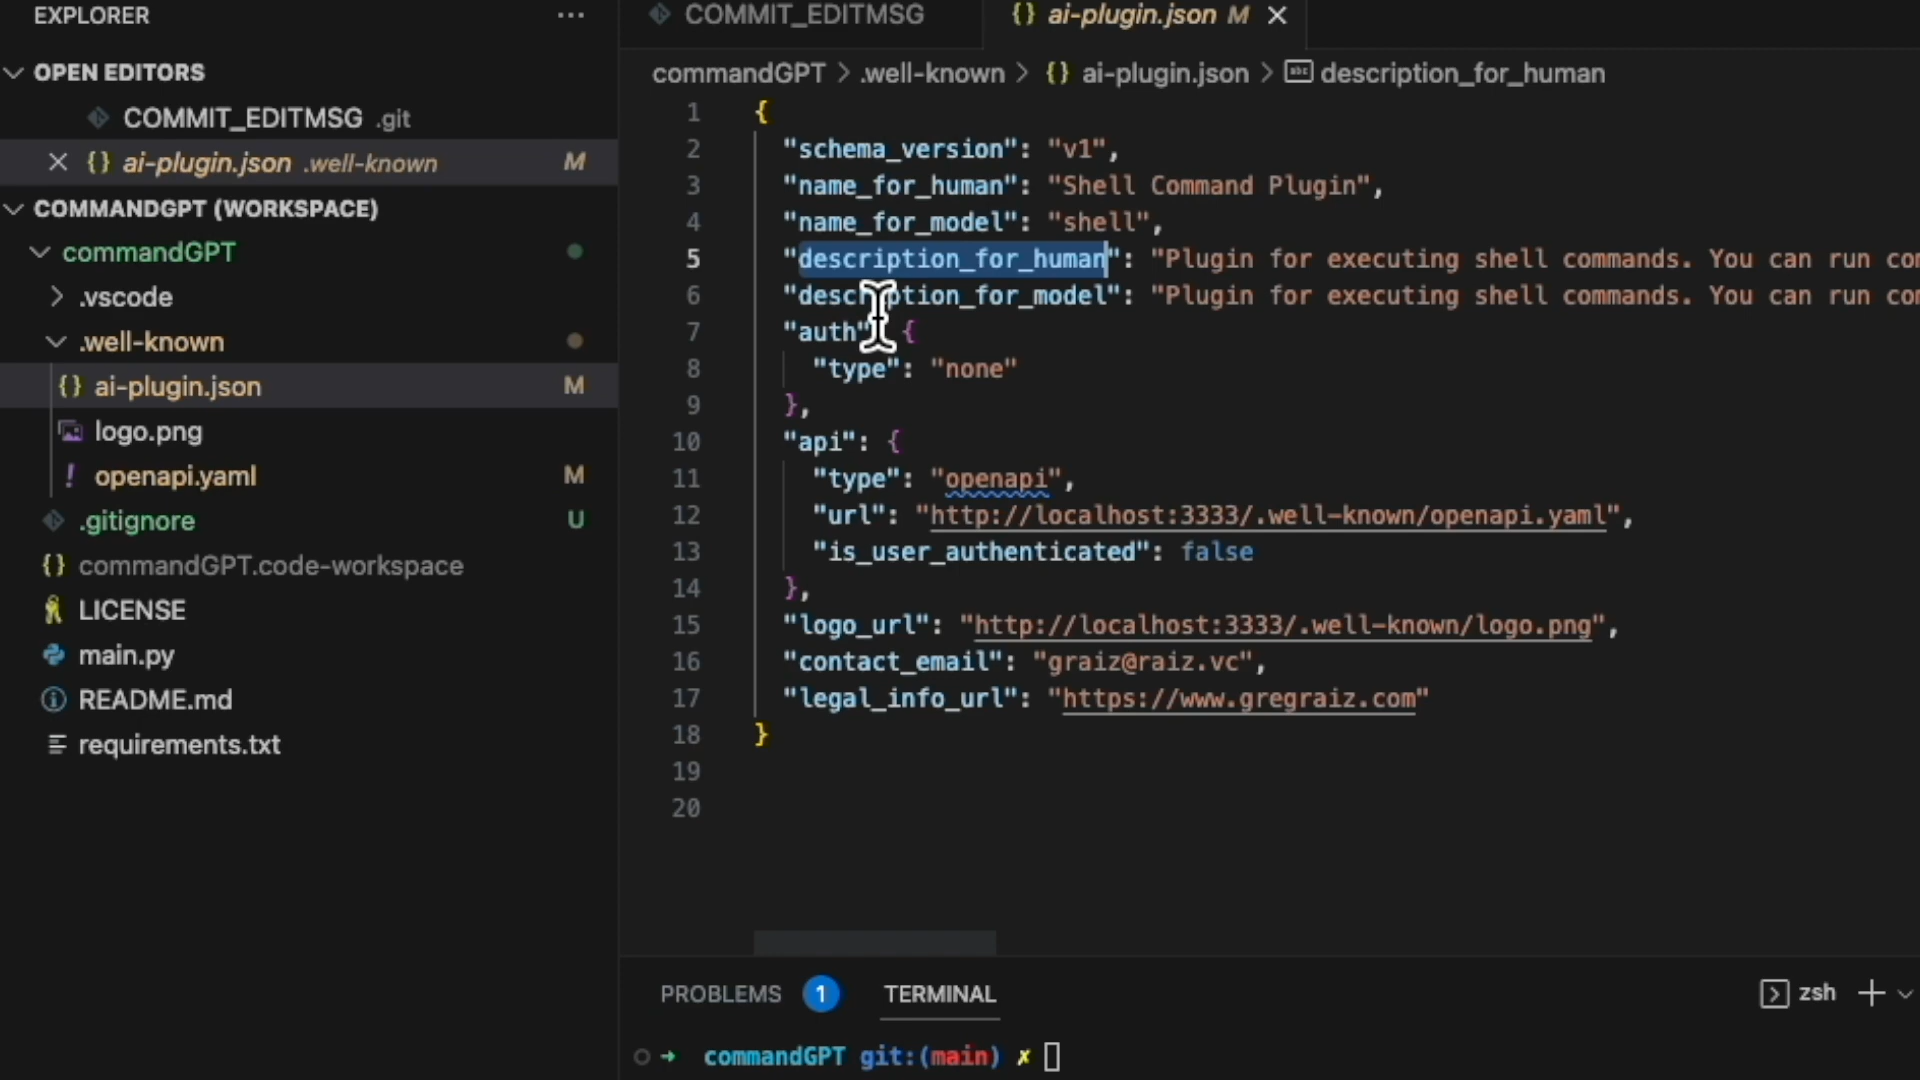 EXPLORER
OPEN EDITORS
COMMIT_EDITMSG .git
ai-plugin.json .well-known M
COMMANDGPT (WORKSPACE)
commandGPT
.vscode
.well-known
ai-plugin.json M
logo.png
openapi.yaml M
.gitignore U
commandGPT.code-workspace
LICENSE
main.py
README.md
requirements.txt
COMMIT_EDITMSG {} ai-plugin.json M
commandGPT > .well-known > {} ai-plugin.json > abc description_for_human
1 {
2 "schema_version": "v1",
3 "name_for_human": "Shell Command Plugin",
4 "name_for_model": "shell",
5 "description_for_human": "Plugin for executing shell commands. You can run
6 "description_for_model": "Plugin for executing shell commands. You can run
7 "auth" {
8 "type": "none"
9 },
10 "api": {
11 "type": "openapi",
12 "url": "http://localhost:3333/.well-known/openapi.yaml",
13 "is_user_authenticated": false
14 },
15 "logo_url": "http://localhost:3333/.well-known/logo.png",
16 "contact_email": "graiz@raiz.vc",
17 "legal_info_url": "https://www.gregraiz.com"
18 }
19
20
PROBLEMS 1 TERMINAL zsh
commandGPT git:(main) ✗